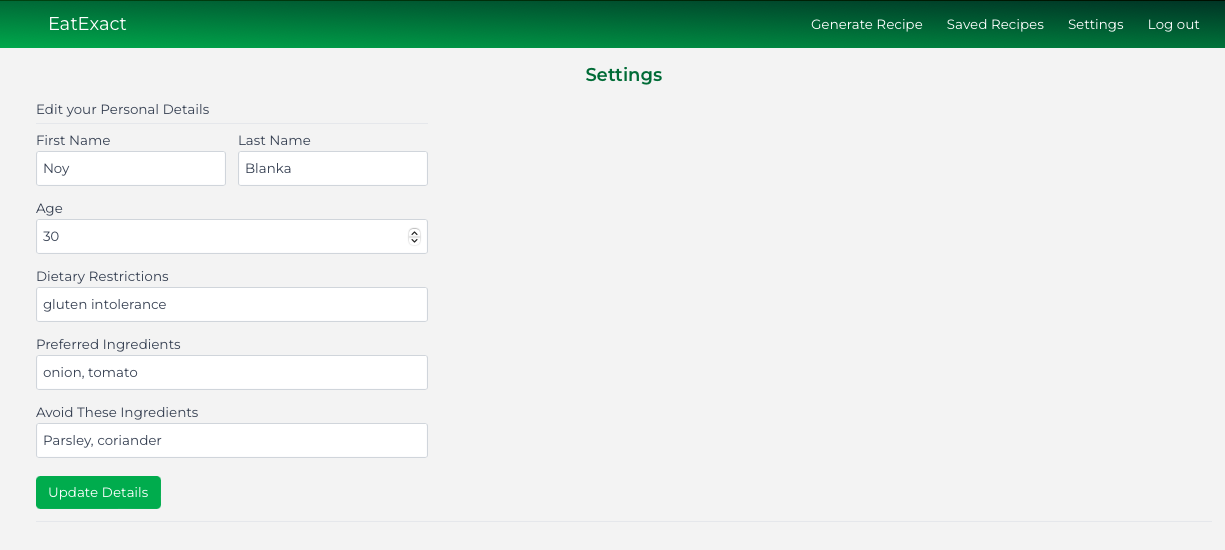 EatExact Generate Recipe Saved Recipes Settings Log out
Settings
Edit your Personal Details
First Name Last Name
Noy Blanka
Age
30
Dietary Restrictions
gluten intolerance
Preferred Ingredients
onion, tomato
Avoid These Ingredients
Parsley, coriander
Update Details